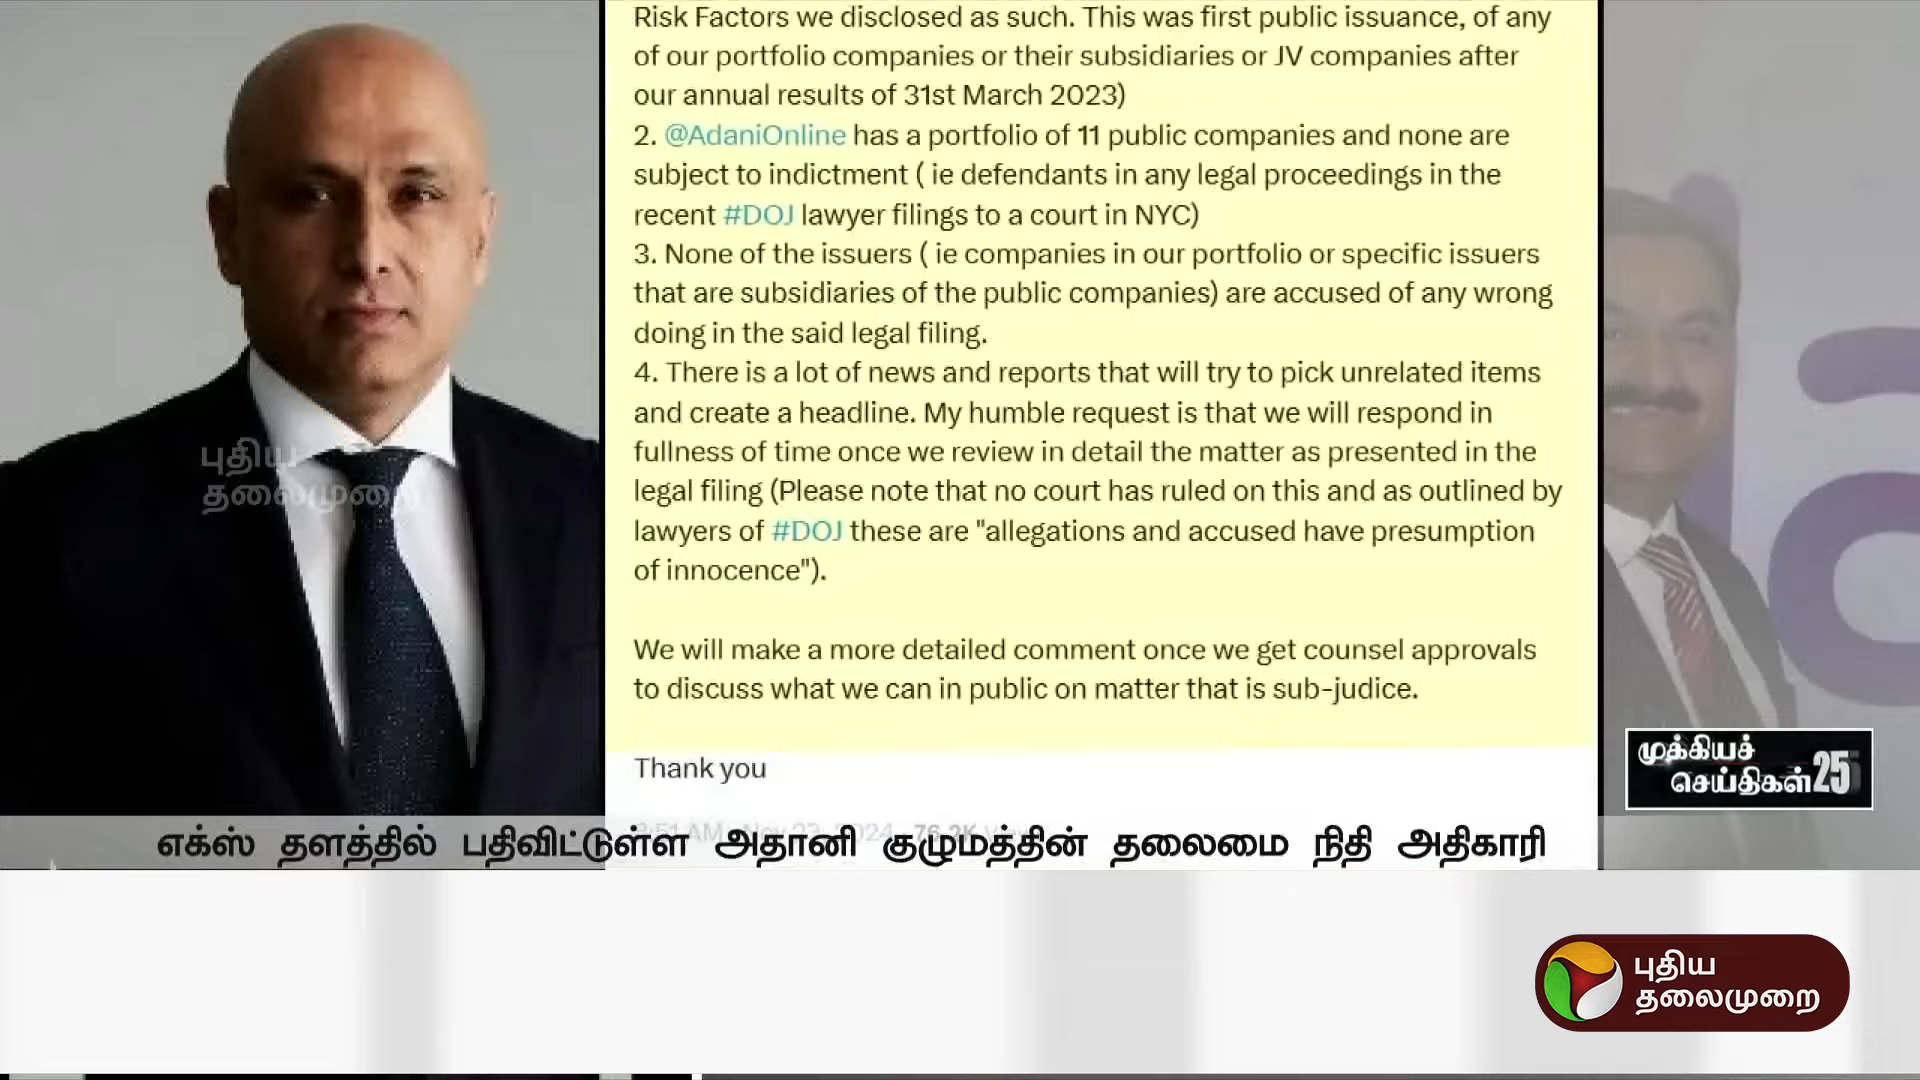 Risk Factors we disclosed as such. This was first public issuance, of any
of our portfolio companies or their subsidiaries or JV companies after
our annual results of 31st March 2023)
2. @AdaniOnline has a portfolio of 11 public companies and none are
subject to indictment ( ie defendants in any legal proceedings in the
recent #DOJ lawyer filings to a court in NYC)
3. None of the issuers ( ie companies in our portfolio or specific issuers
that are subsidiaries of the public companies) are accused of any wrong
doing in the said legal filing.
4. There is a lot of news and reports that will try to pick unrelated items
and create a headline. My humble request is that we will respond in
fullness of time once we review in detail the matter as presented in the
legal filing (Please note that no court has ruled on this and as outlined by
lawyers of #DOJ these are "allegations and accused have presumption
of innocence").
We will make a more detailed comment once we get counsel approvals
to discuss what we can in public on matter that is sub-judice.
Thank you
புதிய
தலைமுறை
முக்கியச்
செய்திகள் 25
எக்ஸ் தளத்தில் பதிவிட்டுள்ள அதானி குழுமத்தின் தலைமை நிதி அதிகாரி
புதிய
தலைமுறை